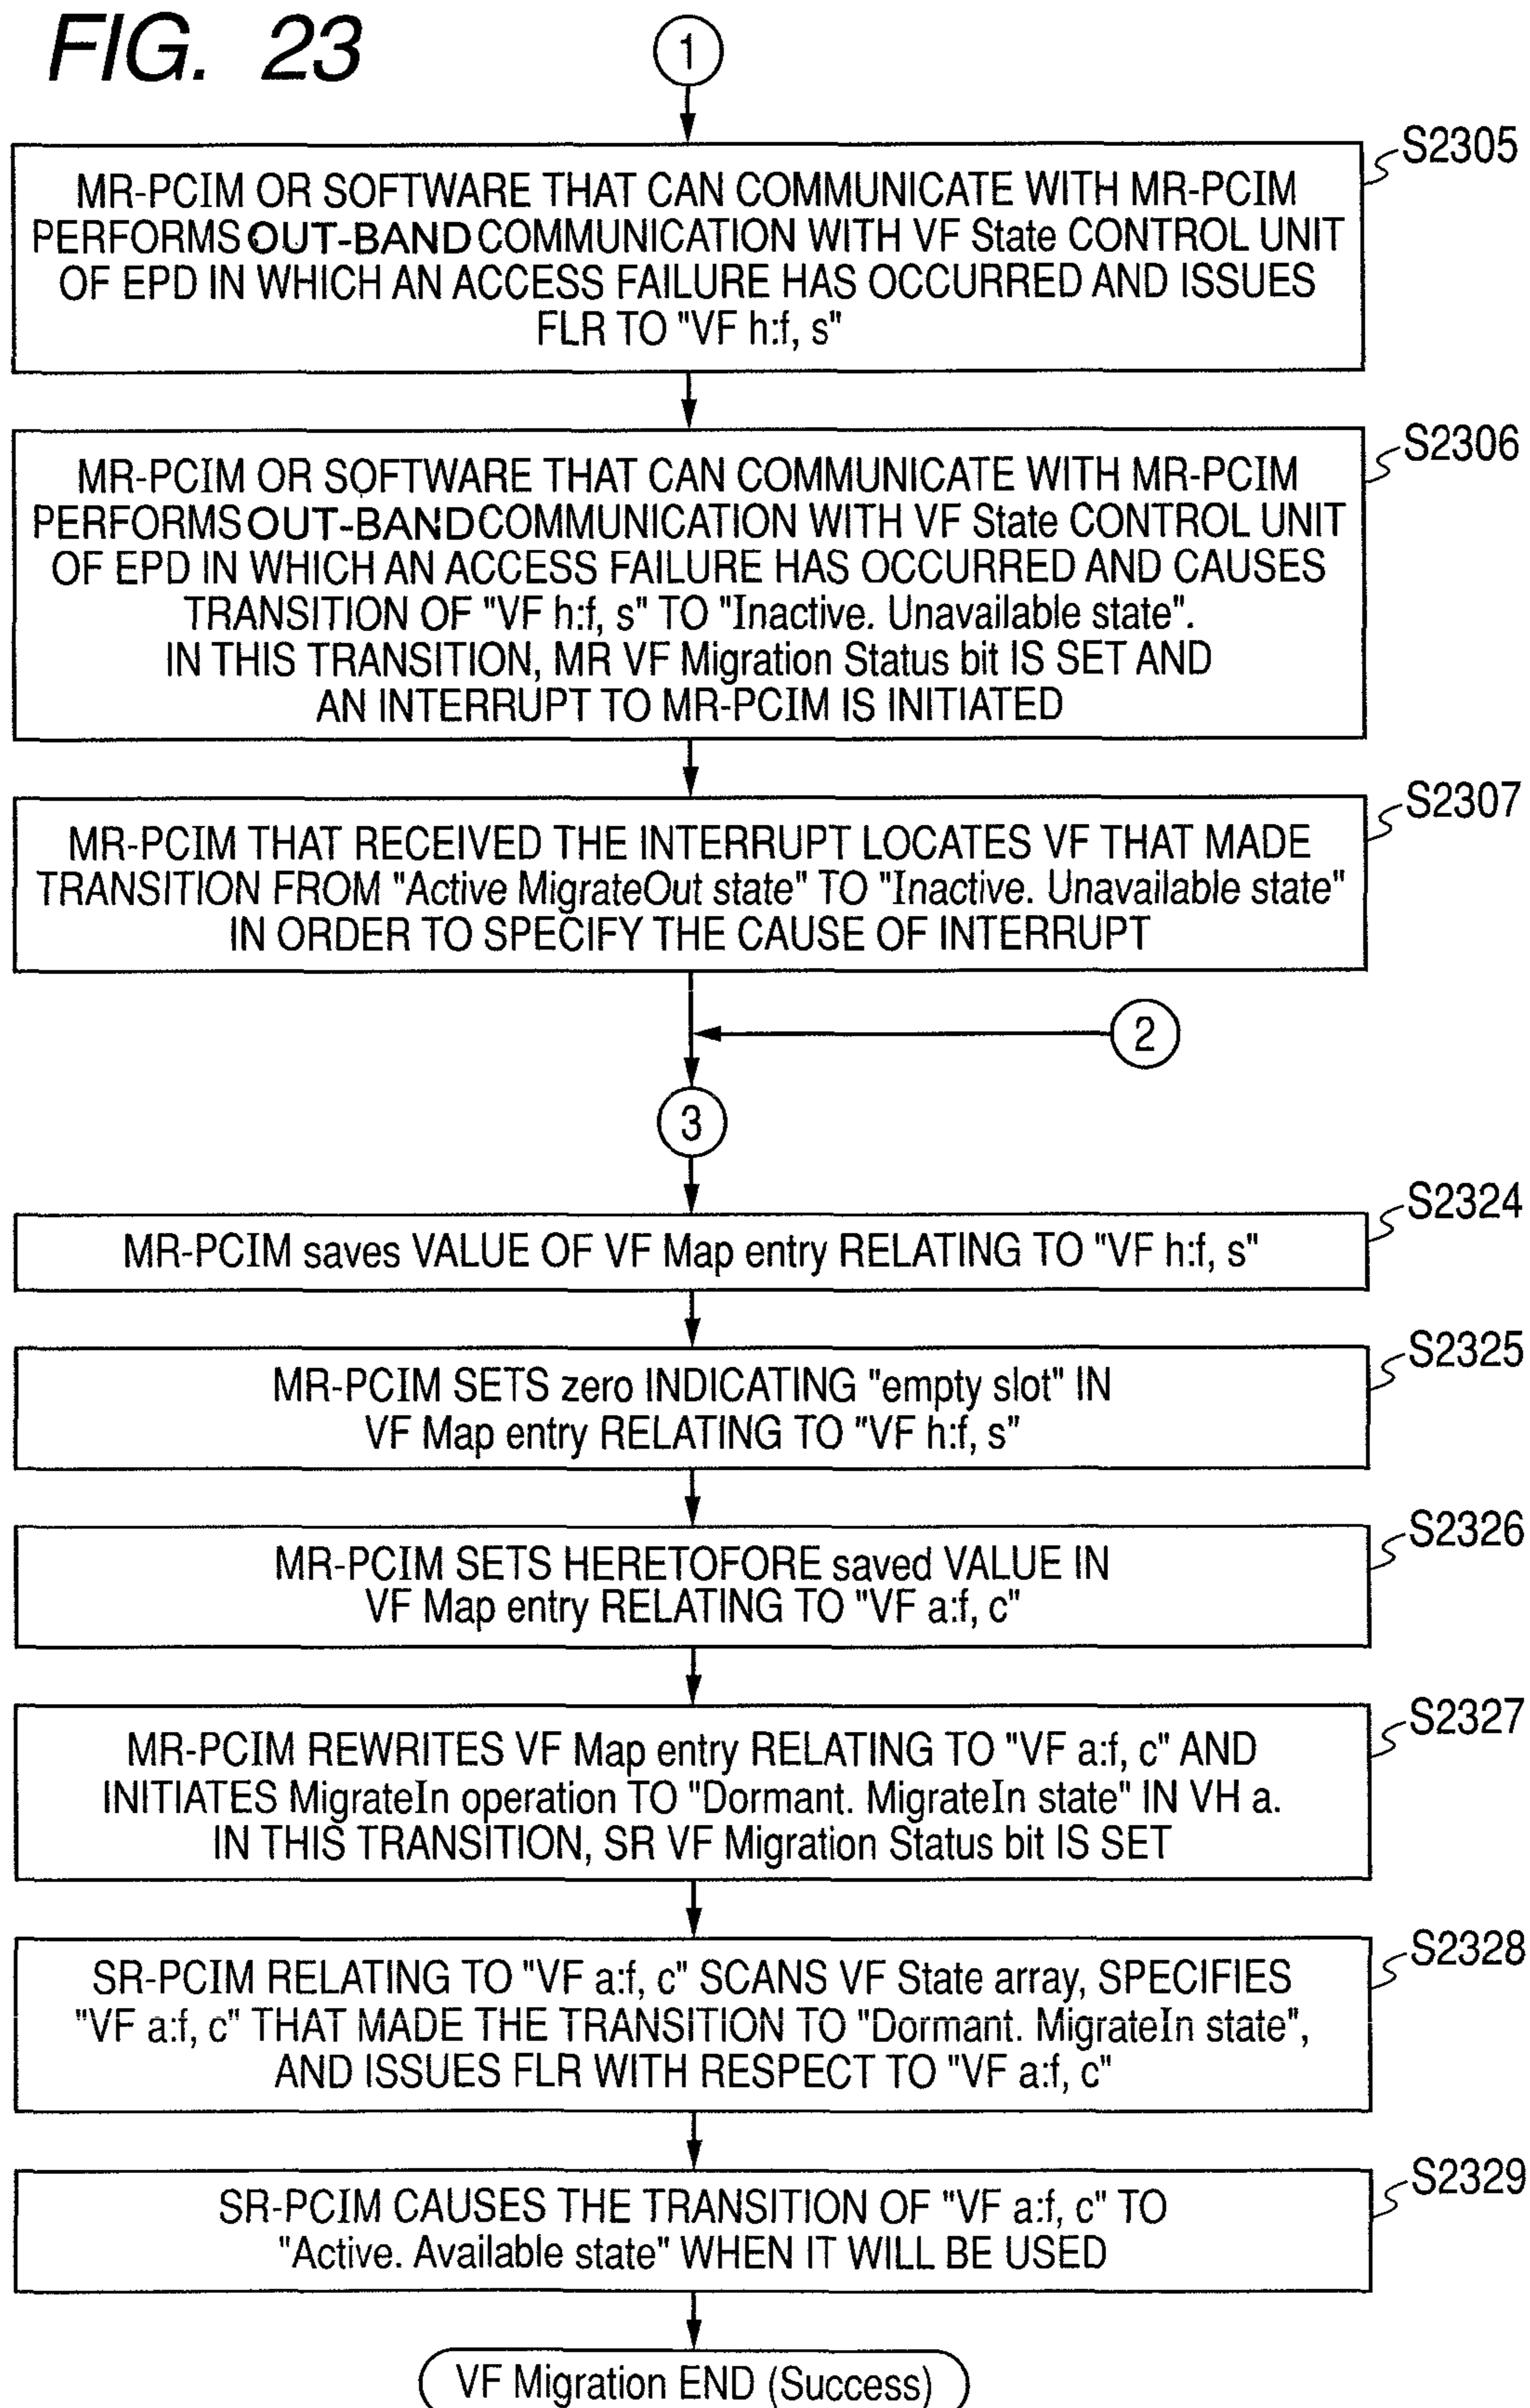 FIG. 23
1
S2305
MR-PCIM OR SOFTWARE THAT CAN COMMUNICATE WITH MR-PCIM
PERFORMS OUT-BAND COMMUNICATION WITH VF State CONTROL UNIT
OF EPD IN WHICH AN ACCESS FAILURE HAS OCCURRED AND ISSUES
FLR TO "VF h:f, s"
S2306
MR-PCIM OR SOFTWARE THAT CAN COMMUNICATE WITH MR-PCIM
PERFORMS OUT-BAND COMMUNICATION WITH VF State CONTROL UNIT
OF EPD IN WHICH AN ACCESS FAILURE HAS OCCURRED AND CAUSES
TRANSITION OF "VF h:f, s" TO "Inactive. Unavailable state".
IN THIS TRANSITION, MR VF Migration Status bit IS SET AND
AN INTERRUPT TO MR-PCIM IS INITIATED
S2307
MR-PCIM THAT RECEIVED THE INTERRUPT LOCATES VF THAT MADE
TRANSITION FROM "Active MigrateOut state" TO "Inactive. Unavailable state"
IN ORDER TO SPECIFY THE CAUSE OF INTERRUPT
2
3
S2324
MR-PCIM saves VALUE OF VF Map entry RELATING TO "VF h:f, s"
S2325
MR-PCIM SETS zero INDICATING "empty slot" IN
VF Map entry RELATING TO "VF h:f, s"
S2326
MR-PCIM SETS HERETOFORE saved VALUE IN
VF Map entry RELATING TO "VF a:f, c"
S2327
MR-PCIM REWRITES VF Map entry RELATING TO "VF a:f, c" AND
INITIATES MigrateIn operation TO "Dormant. MigrateIn state" IN VH a.
IN THIS TRANSITION, SR VF Migration Status bit IS SET
S2328
SR-PCIM RELATING TO "VF a:f, c" SCANS VF State array, SPECIFIES
"VF a:f, c" THAT MADE THE TRANSITION TO "Dormant. MigrateIn state",
AND ISSUES FLR WITH RESPECT TO "VF a:f, c"
S2329
SR-PCIM CAUSES THE TRANSITION OF "VF a:f, c" TO
"Active. Available state" WHEN IT WILL BE USED
VF Migration END (Success)